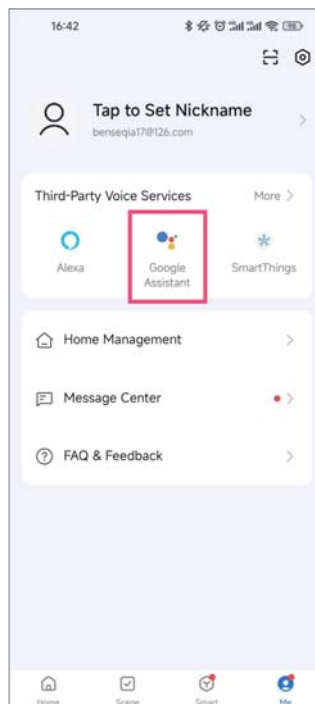 16:42
Tap to Set Nickname
benseqia17@126.com
Third-Party Voice Services
More
Alexa
Google
Assistant
SmartThings
Home Management
Message Center
FAQ & Feedback
Home
Scene
Smart
Me